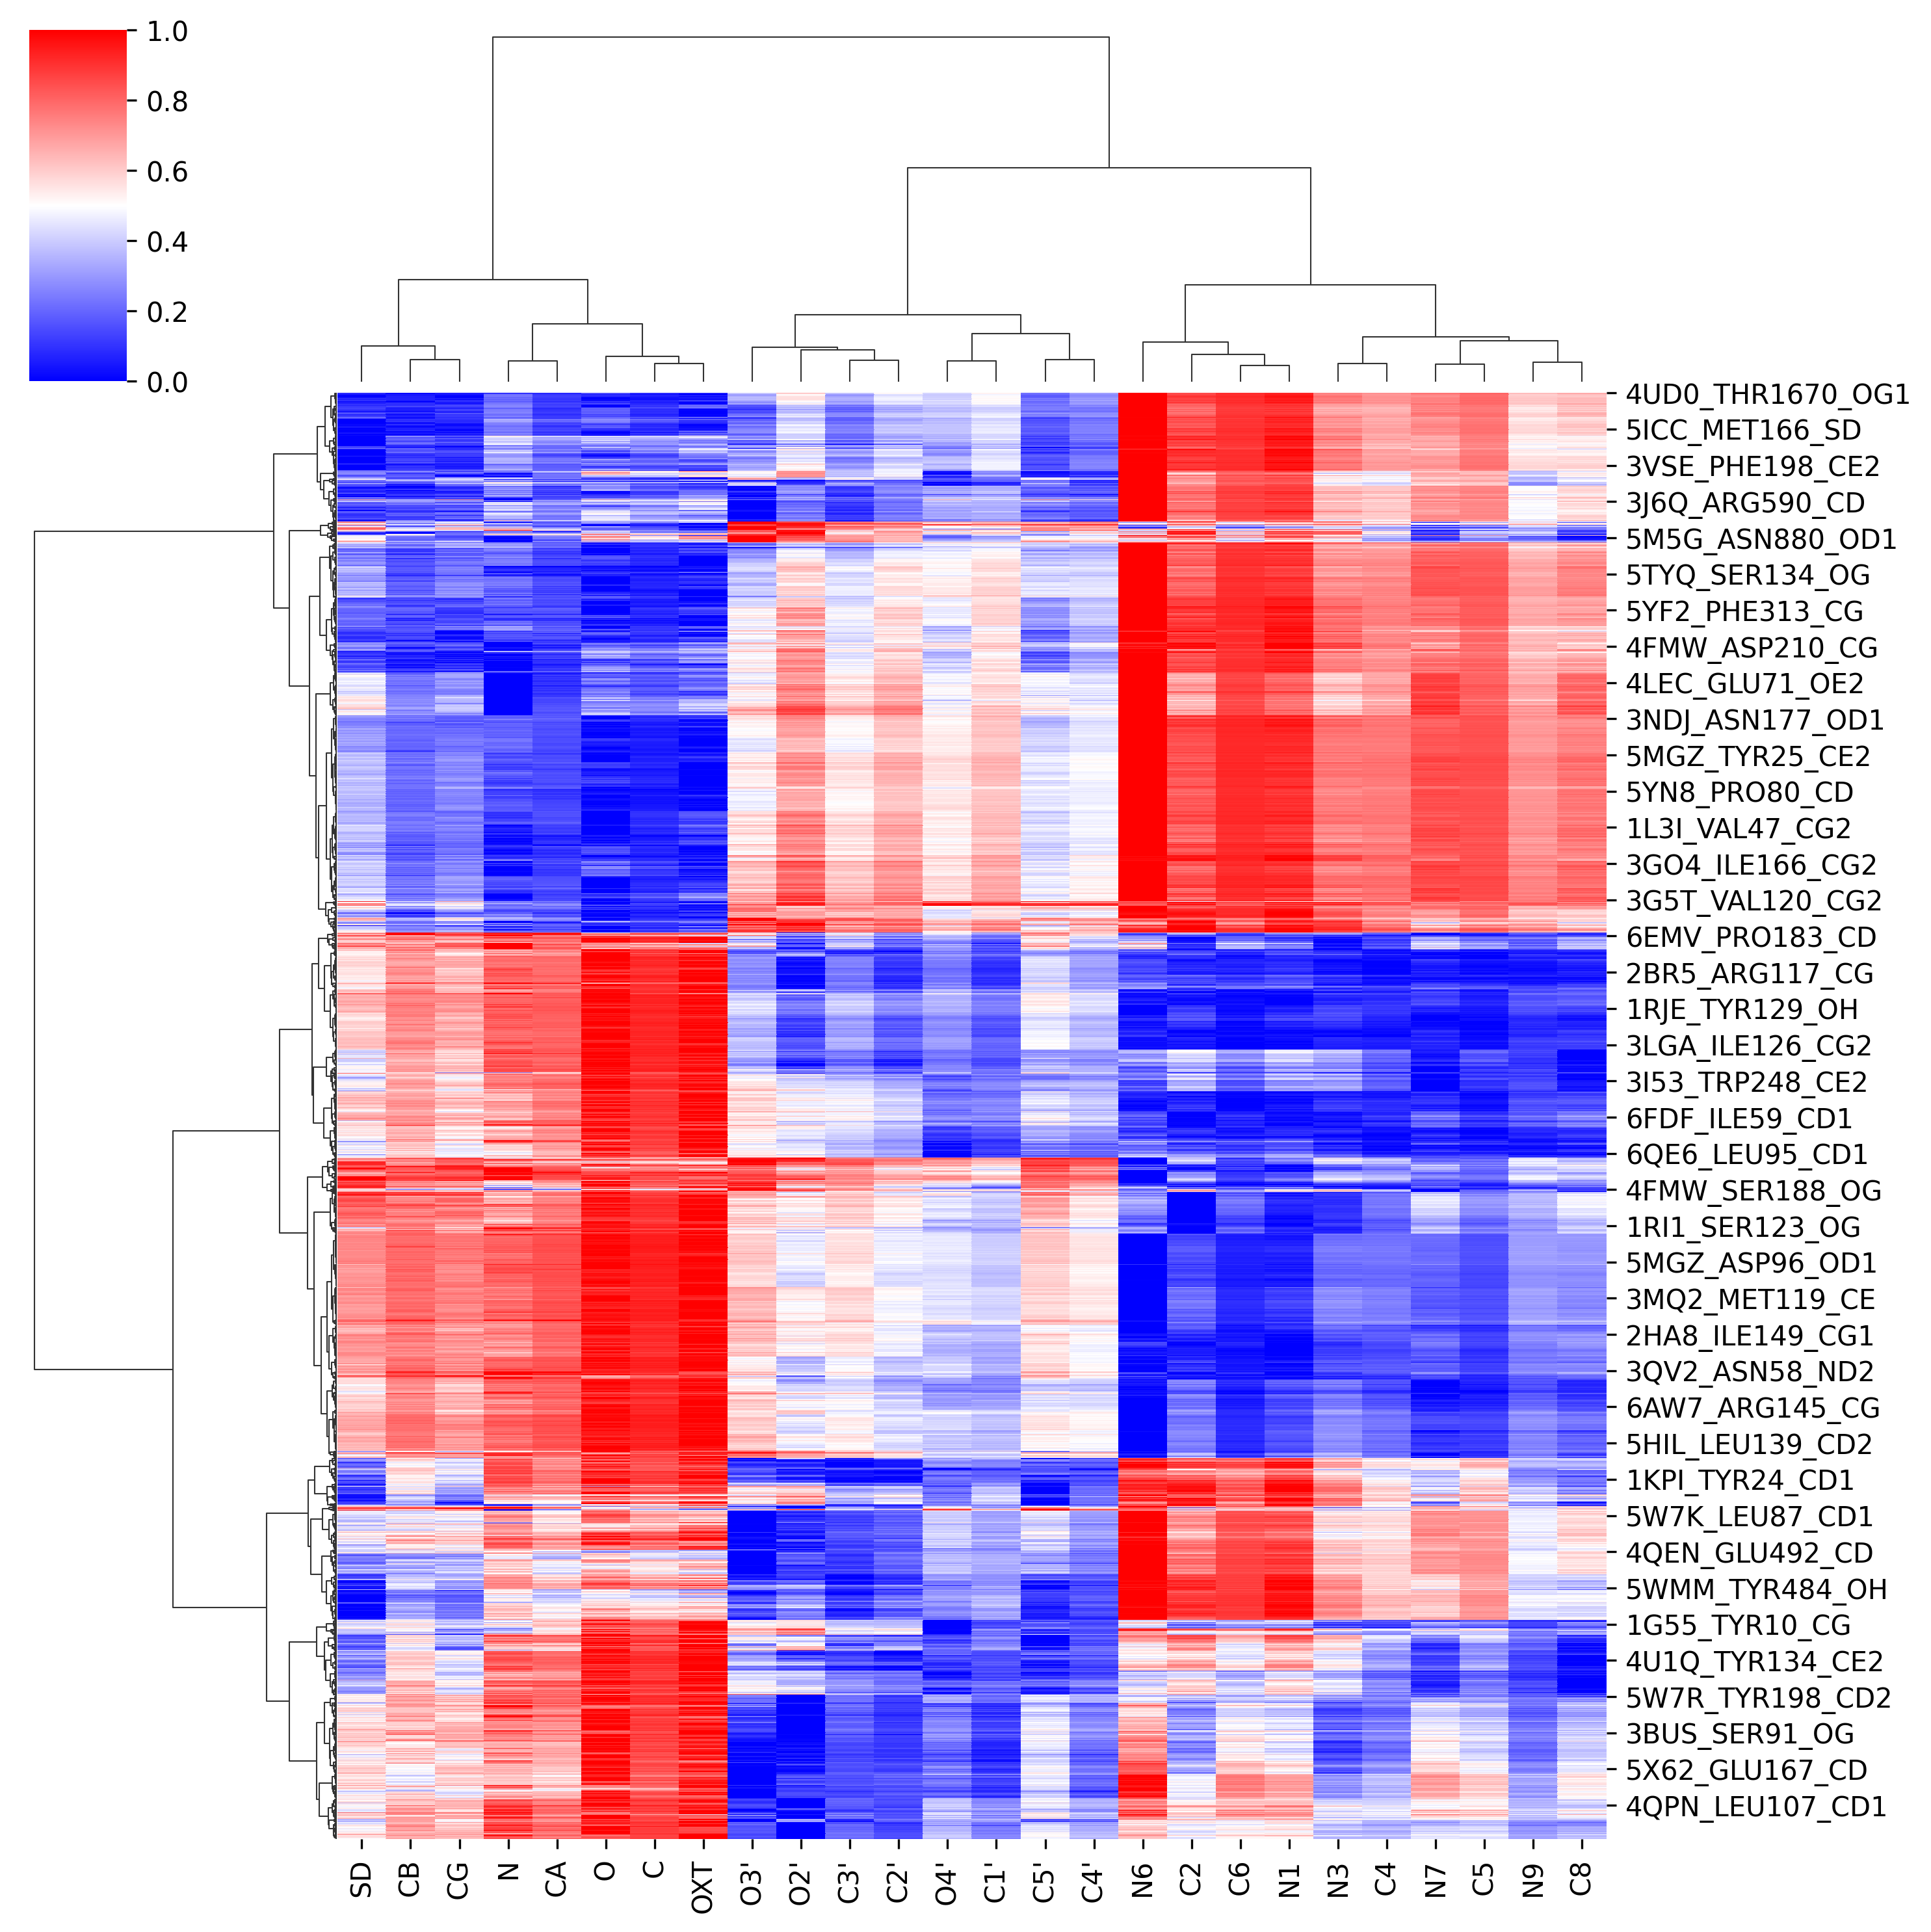 1.0
0.8
0.6
0.4
0.2
0.0
4UD0_THR1670_OG1
5ICC_MET166_SD
3VSE_PHE198_CE2
3J6Q_ARG590_CD
5M5G_ASN880_OD1
5TYQ_SER134_OG
5YF2_PHE313_CG
4FMW_ASP210_CG
4LEC_GLU71_OE2
3NDJ_ASN177_OD1
5MGZ_TYR25_CE2
5YN8_PRO80_CD
1L3I_VAL47_CG2
3GO4_ILE166_CG2
3G5T_VAL120_CG2
6EMV_PRO183_CD
2BR5_ARG117_CG
1RJE_TYR129_OH
3LGA_ILE126_CG2
3I53_TRP248_CE2
6FDF_ILE59_CD1
6QE6_LEU95_CD1
4FMW_SER188_OG
1RI1_SER123_OG
5MGZ_ASP96_OD1
3MQ2_MET119_CE
2HA8_ILE149_CG1
3QV2_ASN58_ND2
6AW7_ARG145_CG
5HIL_LEU139_CD2
1KPI_TYR24_CD1
5W7K_LEU87_CD1
4QEN_GLU492_CD
5WMM_TYR484_OH
1G55_TYR10_CG
4U1Q_TYR134_CE2
5W7R_TYR198_CD2
3BUS_SER91_OG
5X62_GLU167_CD
4QPN_LEU107_CD1
SD CB CG N CA O C OXT O3' O2' C3' C2' O4' C1' C5' C4' N6 C2 C6 N1 N3 C4 N7 C5 N9 C8